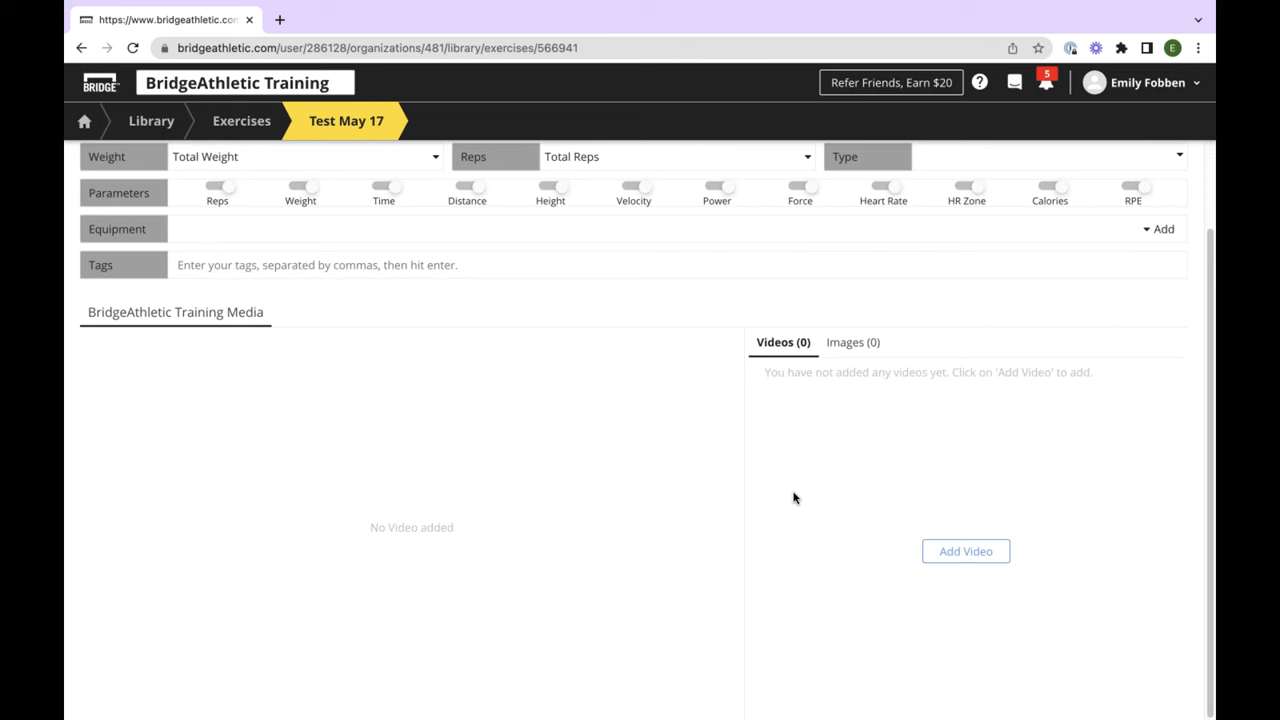 https://www.bridgeathletic.con
bridgeathletic.com/user/286128/organizations/481/library/exercises/566941
E
BRIDGE
BridgeAthletic Training
Refer Friends, Earn $20
?
5
Emily Fobben
Library
Exercises
Test May 17
Weight
Total Weight
Reps
Total Reps
Type
Parameters
Reps
Weight
Time
Distance
Height
Velocity
Power
Force
Heart Rate
HR Zone
Calories
RPE
Equipment
Add
Tags
Enter your tags, separated by commas, then hit enter.
BridgeAthletic Training Media
Videos (0)
Images (0)
You have not added any videos yet. Click on 'Add Video' to add.
No Video added
Add Video